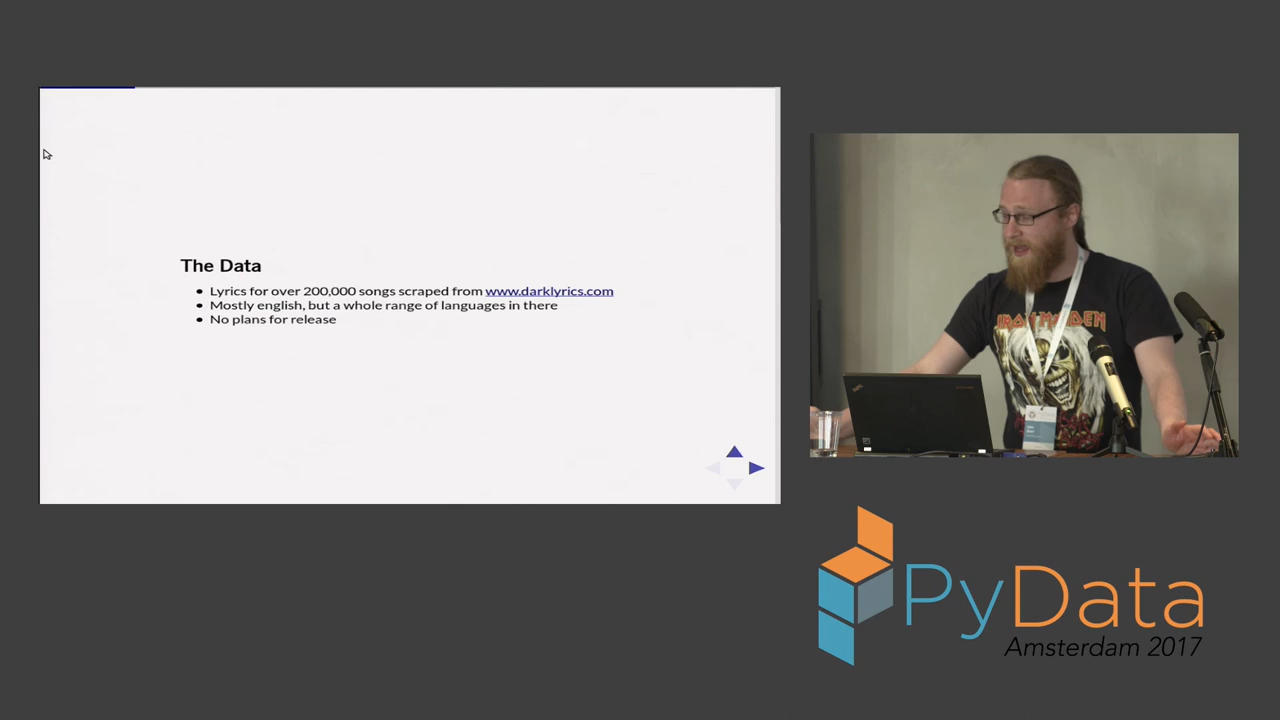 The Data
Lyrics for over 200,000 songs scraped from www.darklyrics.com
Mostly english, but a whole range of languages in there
No plans for release
IRON MAIDEN
PyData
Amsterdam 2017